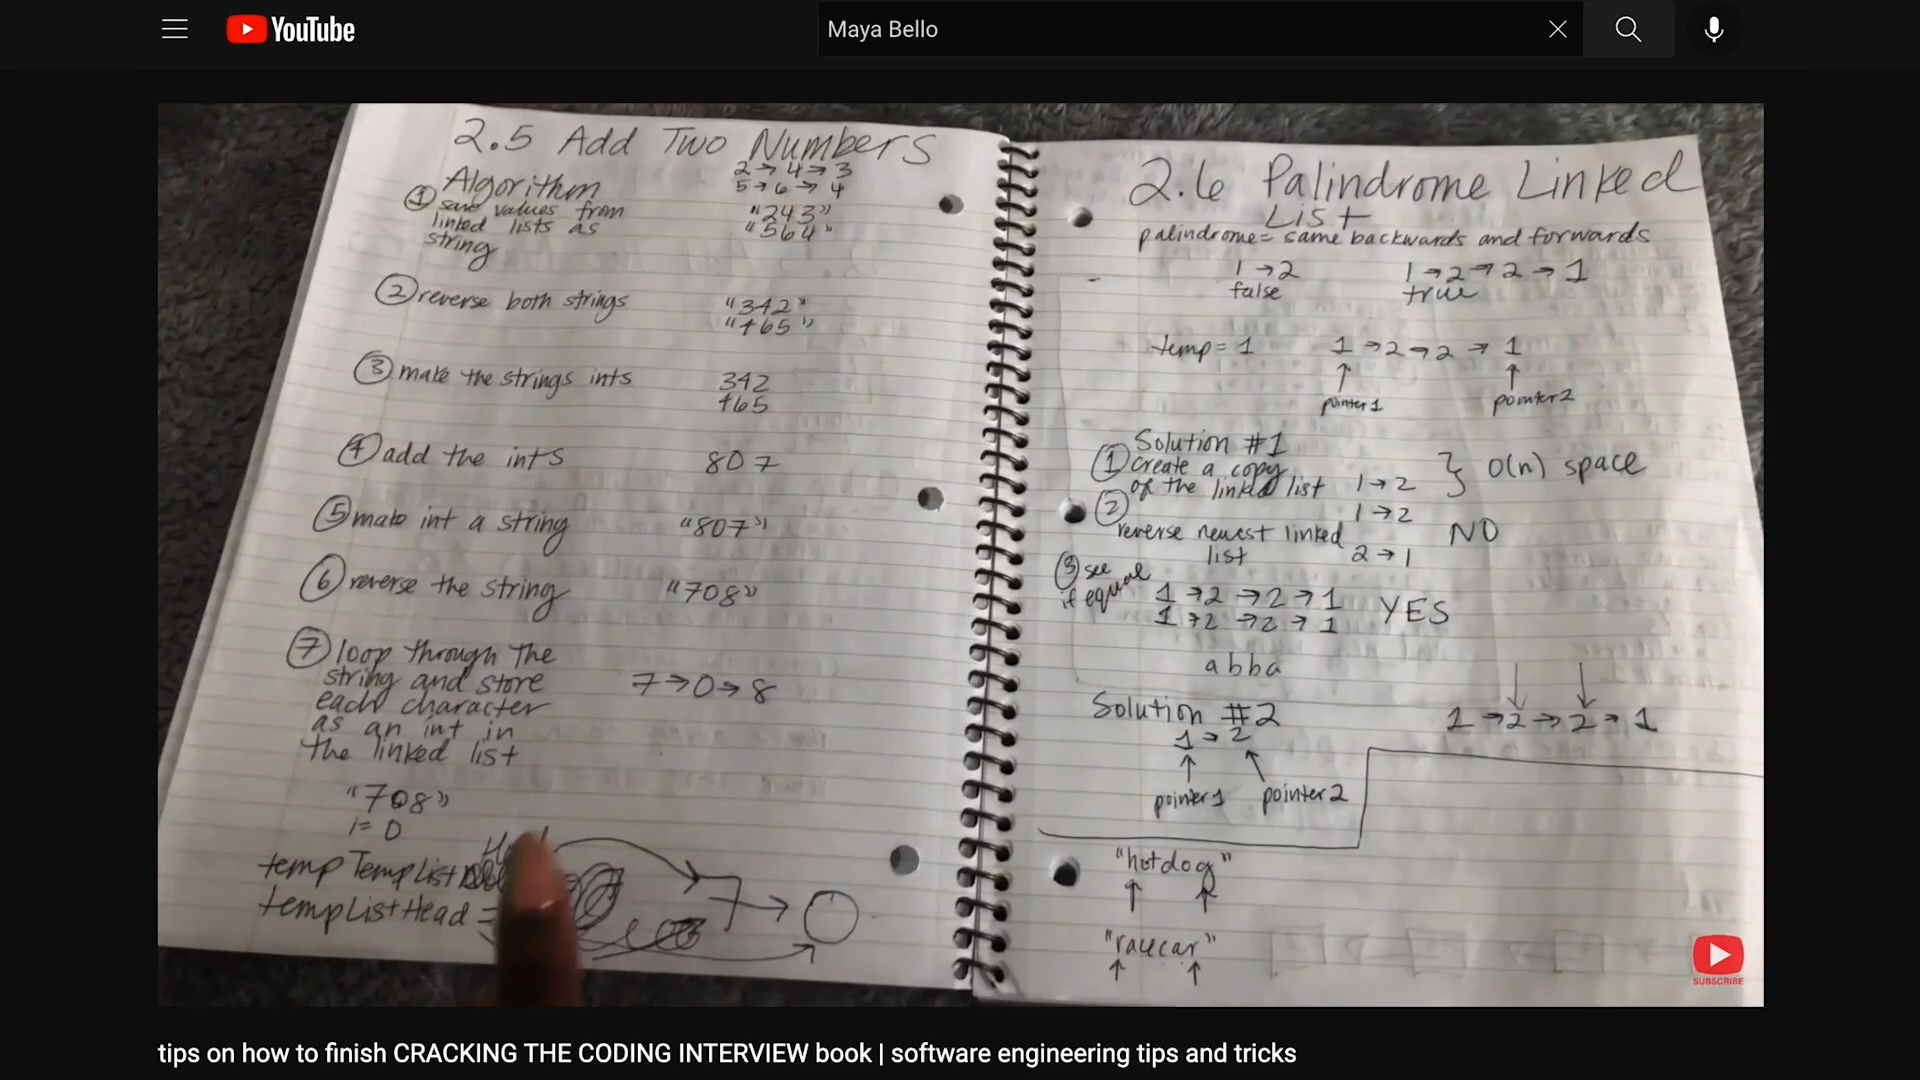 YouTube
Maya Bello
2.5 Add Two Numbers
Algorithm
2 → 4 → 3
5 → 6 → 4
① save values from
linked lists as
string
"243"
"564"
② reverse both strings
"342"
"465"
③ make the strings ints
342
465
④ add the ints
807
⑤ make int a string
"807"
⑥ reverse the string
"708"
⑦ loop through the
string and store
each character
as an int in
the linked list
7 → 0 → 8
"708"
i = 0
temp TempList
tempListHead =
7 →
2.6 Palindrome Linked
List
palindrome = same backwards and forwards
1 → 2
false
1 → 2 → 2 → 1
true
temp = 1
1 → 2 → 2 → 1
pointer1
pointer2
Solution #1
① create a copy
of the linked list
1 → 2
} O(n) space
②
reverse newest linked
list
1 → 2
2 → 1
NO
③ see
if equal
1 → 2 → 2 → 1
1 → 2 → 2 → 1
YES
abba
Solution #2
1 → 2
pointer1 pointer2
1 → 2 → 2 → 1
"hotdog"
"racecar"
SUBSCRIBE
tips on how to finish CRACKING THE CODING INTERVIEW book | software engineering tips and tricks